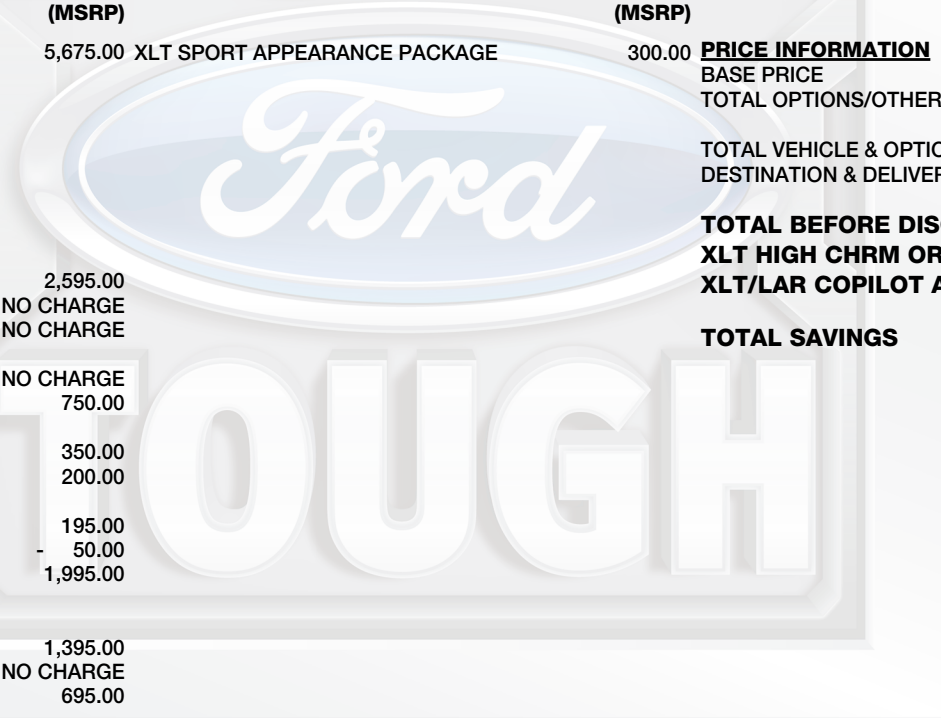 (MSRP)
5,675.00
2,595.00
NO CHARGE
NO CHARGE
NO CHARGE
750.00
350.00
200.00
195.00
- 50.00
1,995.00
1,395.00
NO CHARGE
695.00
(MSRP)
XLT SPORT APPEARANCE PACKAGE 300.00
PRICE INFORMATION
BASE PRICE
TOTAL OPTIONS/OTHER
TOTAL VEHICLE & OPTIO
DESTINATION & DELIVER
TOTAL BEFORE DISC
XLT HIGH CHRM OR
XLT/LAR COPILOT A
TOTAL SAVINGS
Ford
TOUGH